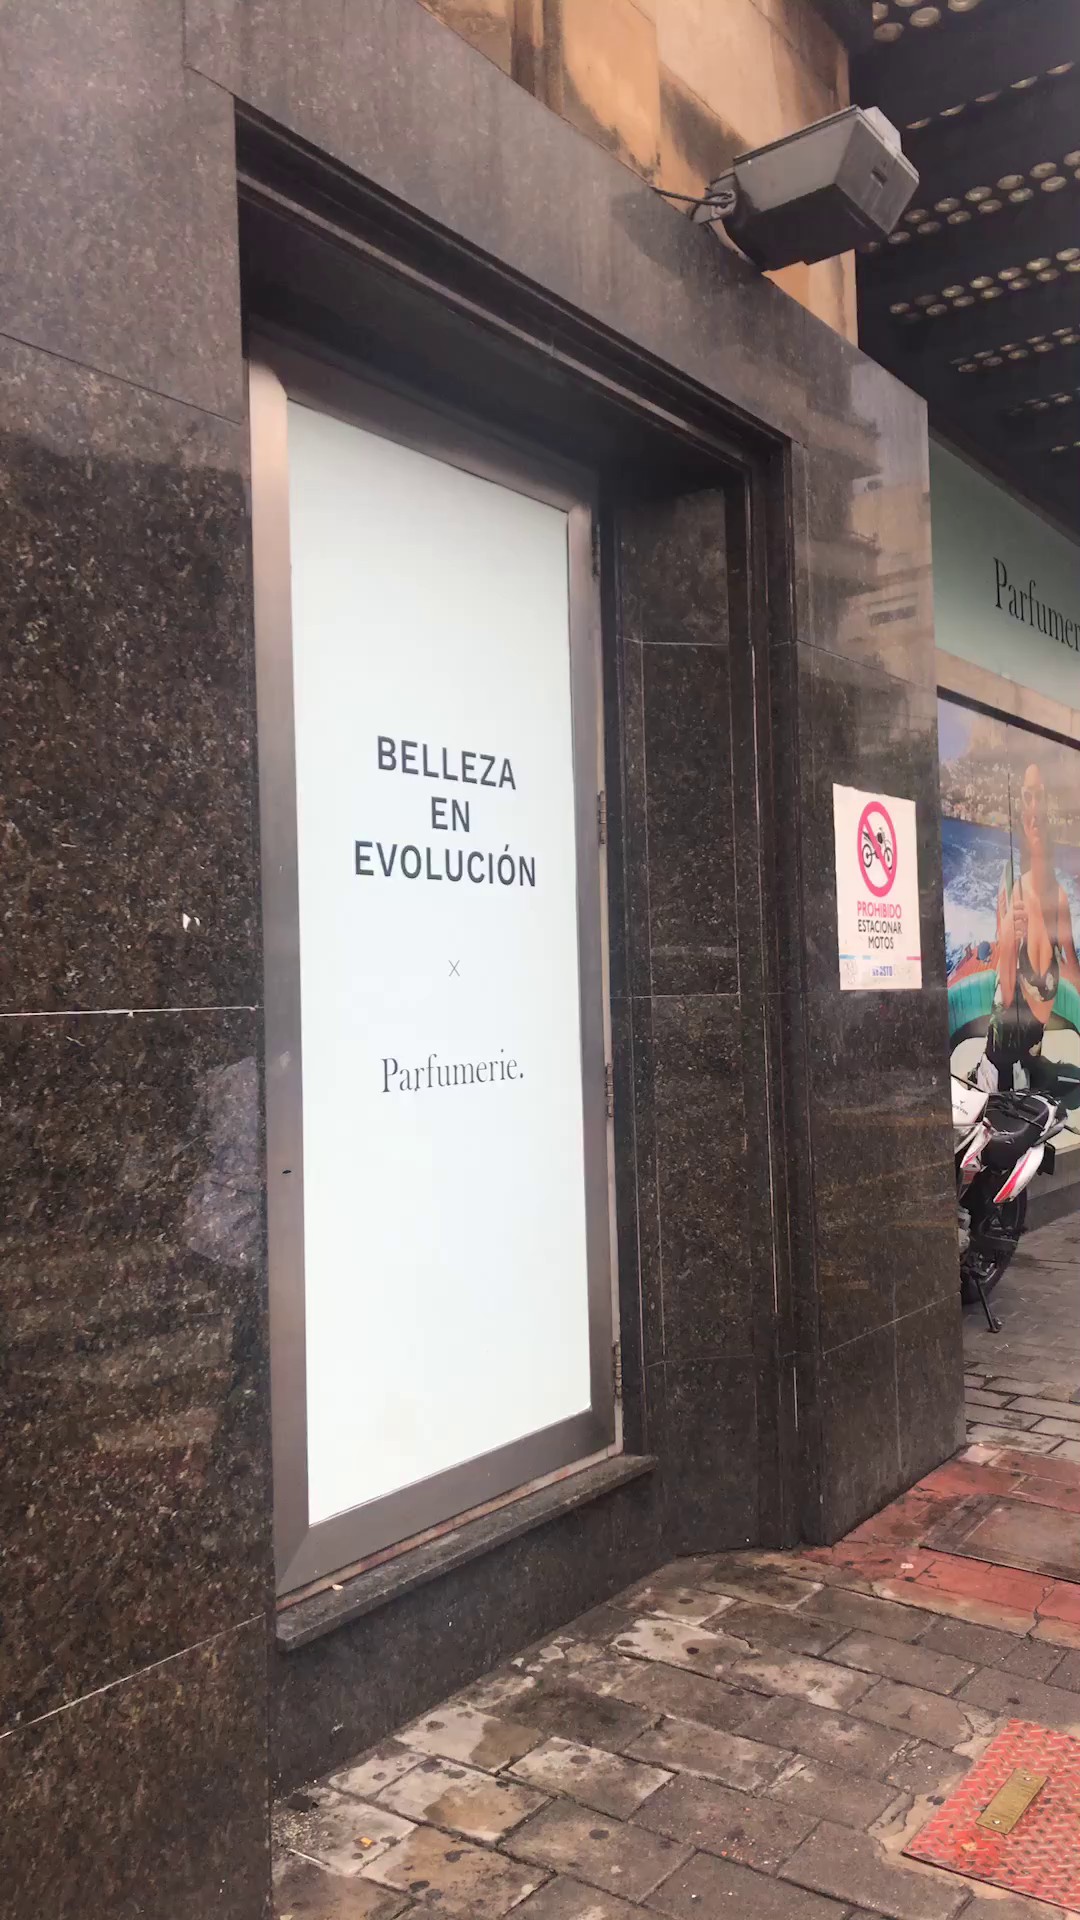 BELLEZA
EN
EVOLUCIÓN
X
Parfumerie.
PROHIBIDO
ESTACIONAR
MOTOS
Parfumer